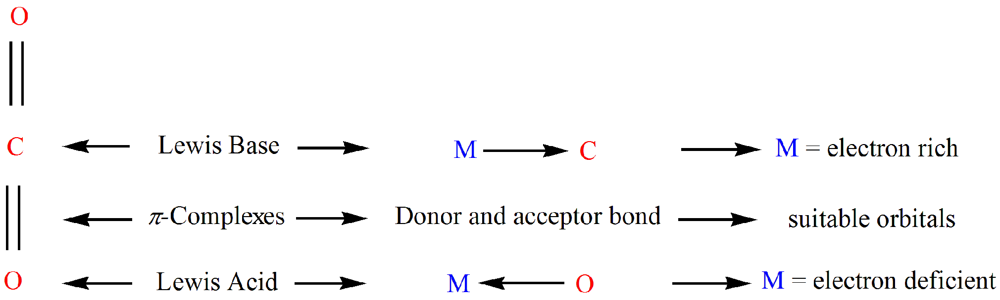 O
C Lewis Base M C M = electron rich
π-Complexes Donor and acceptor bond suitable orbitals
O Lewis Acid M O M = electron deficient